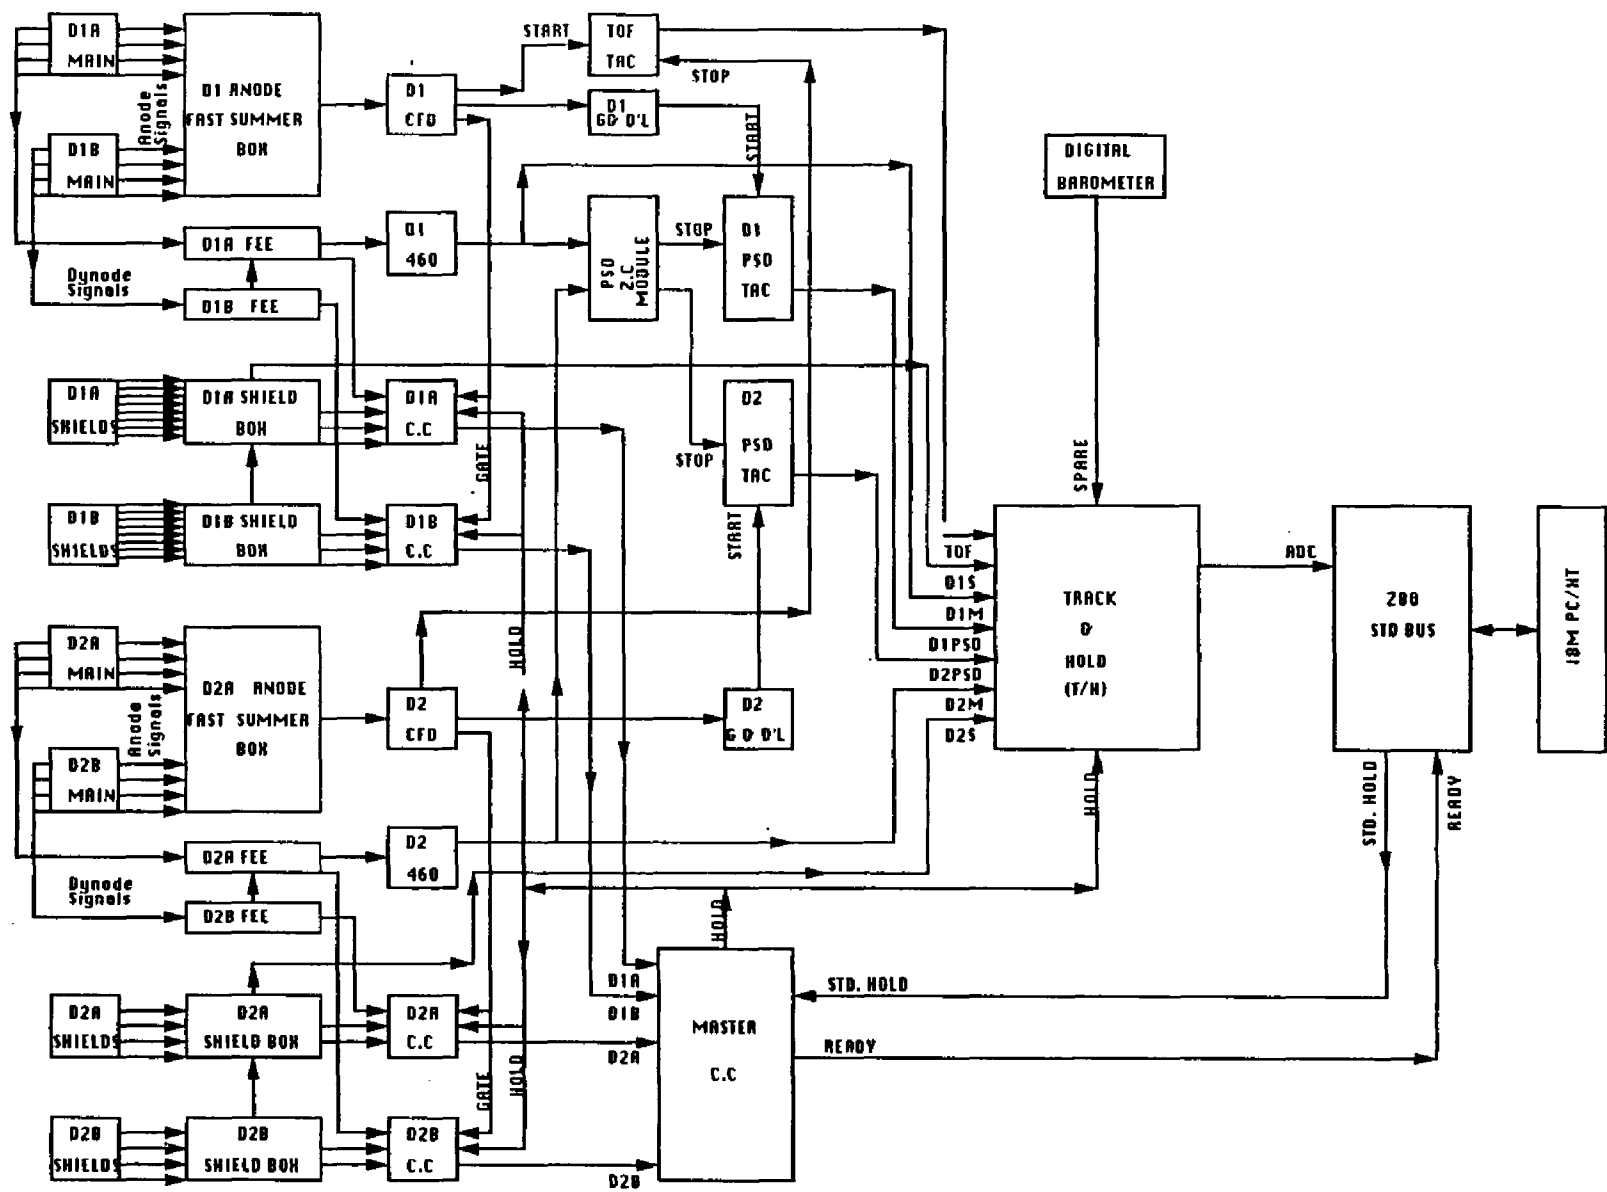 D1A
MAIN
D1B
MAIN
Anode
Signals
D1 ANODE
FAST SUMMER
BOX
D1
CFD
START
TOF
TAC
STOP
D1
GD D'L
START
DIGITAL
BAROMETER
D1A FEE
D1B FEE
Dynode
Signals
D1
460
PSD
Z.C
MODULE
STOP
D1
PSD
TAC
D1A
SHIELDS
D1A SHIELD
BOX
D1A
C.C
GATE
D2
PSD
TAC
STOP
START
SPARE
D1B
SHIELDS
D1B SHIELD
BOX
D1B
C.C
HOLD
TOF
D1S
D1M
D1PSD
D2PSD
D2M
D2S
TRACK
&
HOLD
(T/H)
ADC
Z80
STD BUS
IBM PC/XT
D2A
MAIN
D2B
MAIN
Anode
Signals
D2A ANODE
FAST SUMMER
BOX
D2
CFD
D2
G D D'L
HOLD
STD. HOLD
READY
D2A FEE
D2B FEE
Dynode
Signals
D2
460
HOLD
D1A
D1B
D2A
D2B
MASTER
C.C
STD. HOLD
READY
D2A
SHIELDS
D2A
SHIELD BOX
D2A
C.C
GATE
HOLD
D2B
SHIELDS
D2B
SHIELD BOX
D2B
C.C